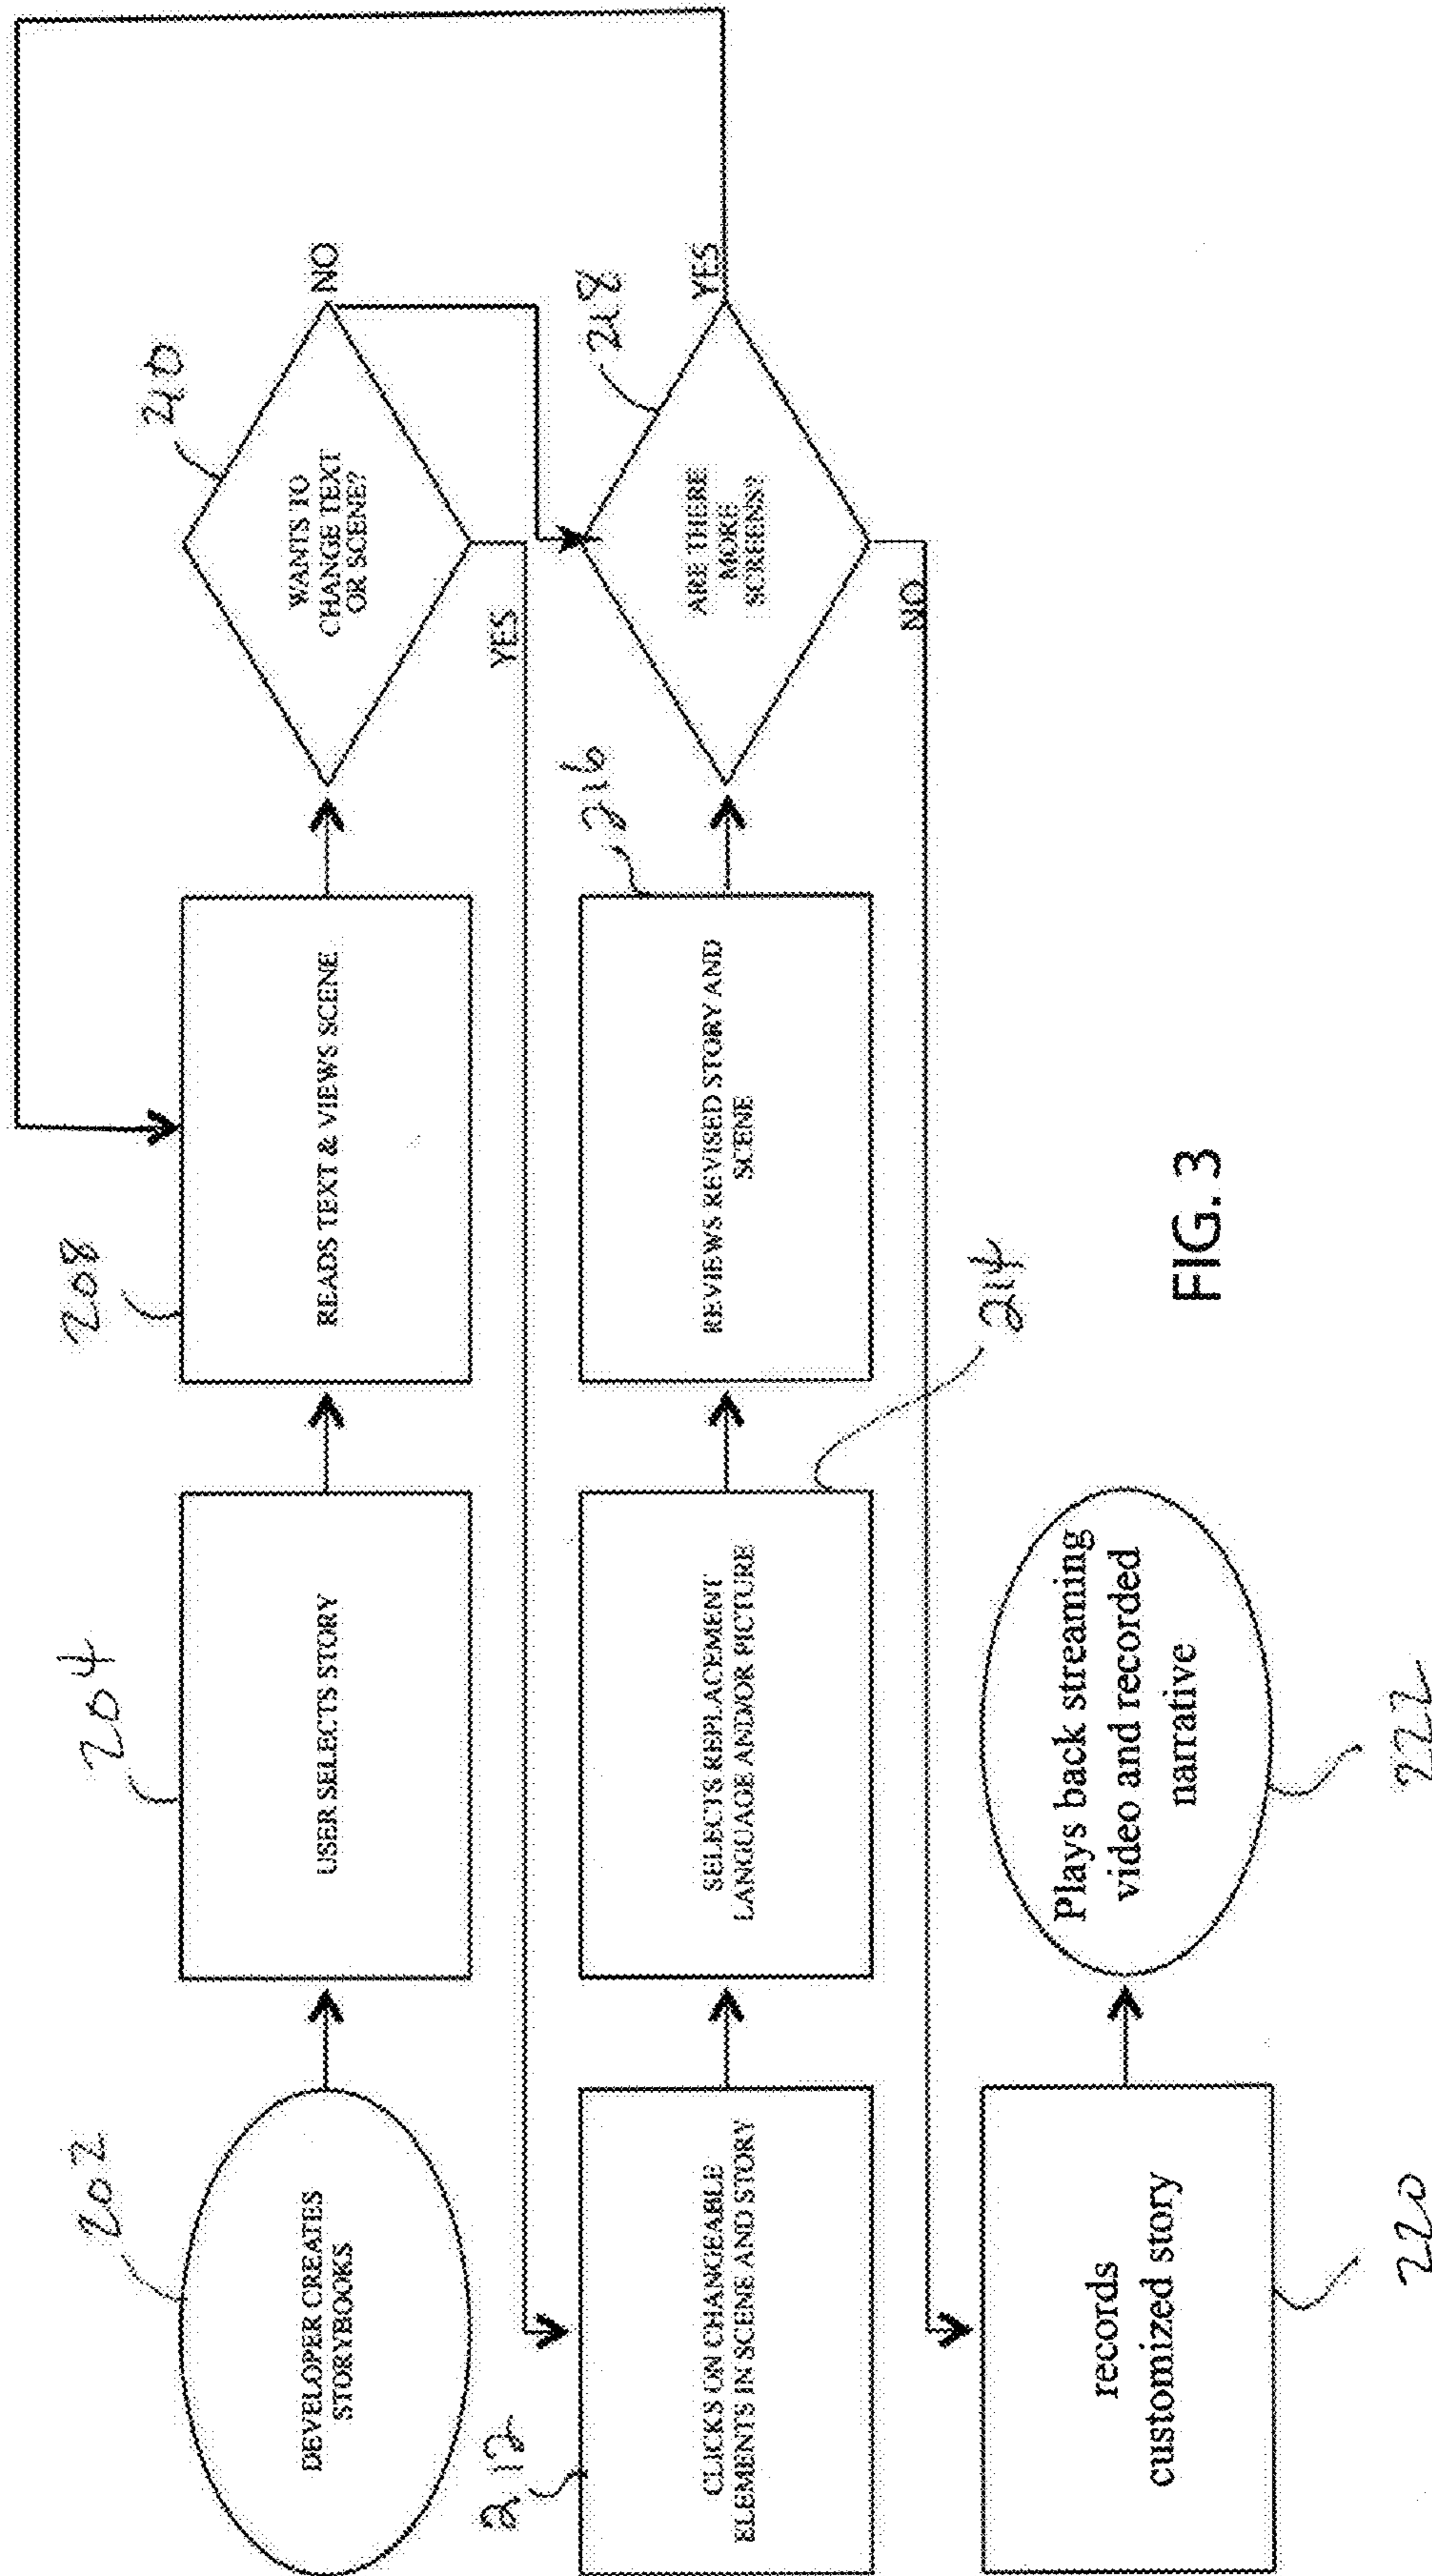 202
DEVELOPER CREATES
STORYBOOKS
204
USER SELECTS STORY
208
READS TEXT & VIEWS SCENE
210
WANTS TO
CHANGE TEXT
OR SCENE?
NO
YES
212
CLICKS ON CHANGEABLE
ELEMENTS IN SCENE AND STORY
SELECTS REPLACEMENT
LANGUAGE AND/OR PICTURE
214
REVIEWS REVISED STORY AND
SCENE
216
ARE THERE
MORE
SCREENS?
218
YES
NO
records
customized story
220
Plays back streaming
video and recorded
narrative
222
FIG. 3